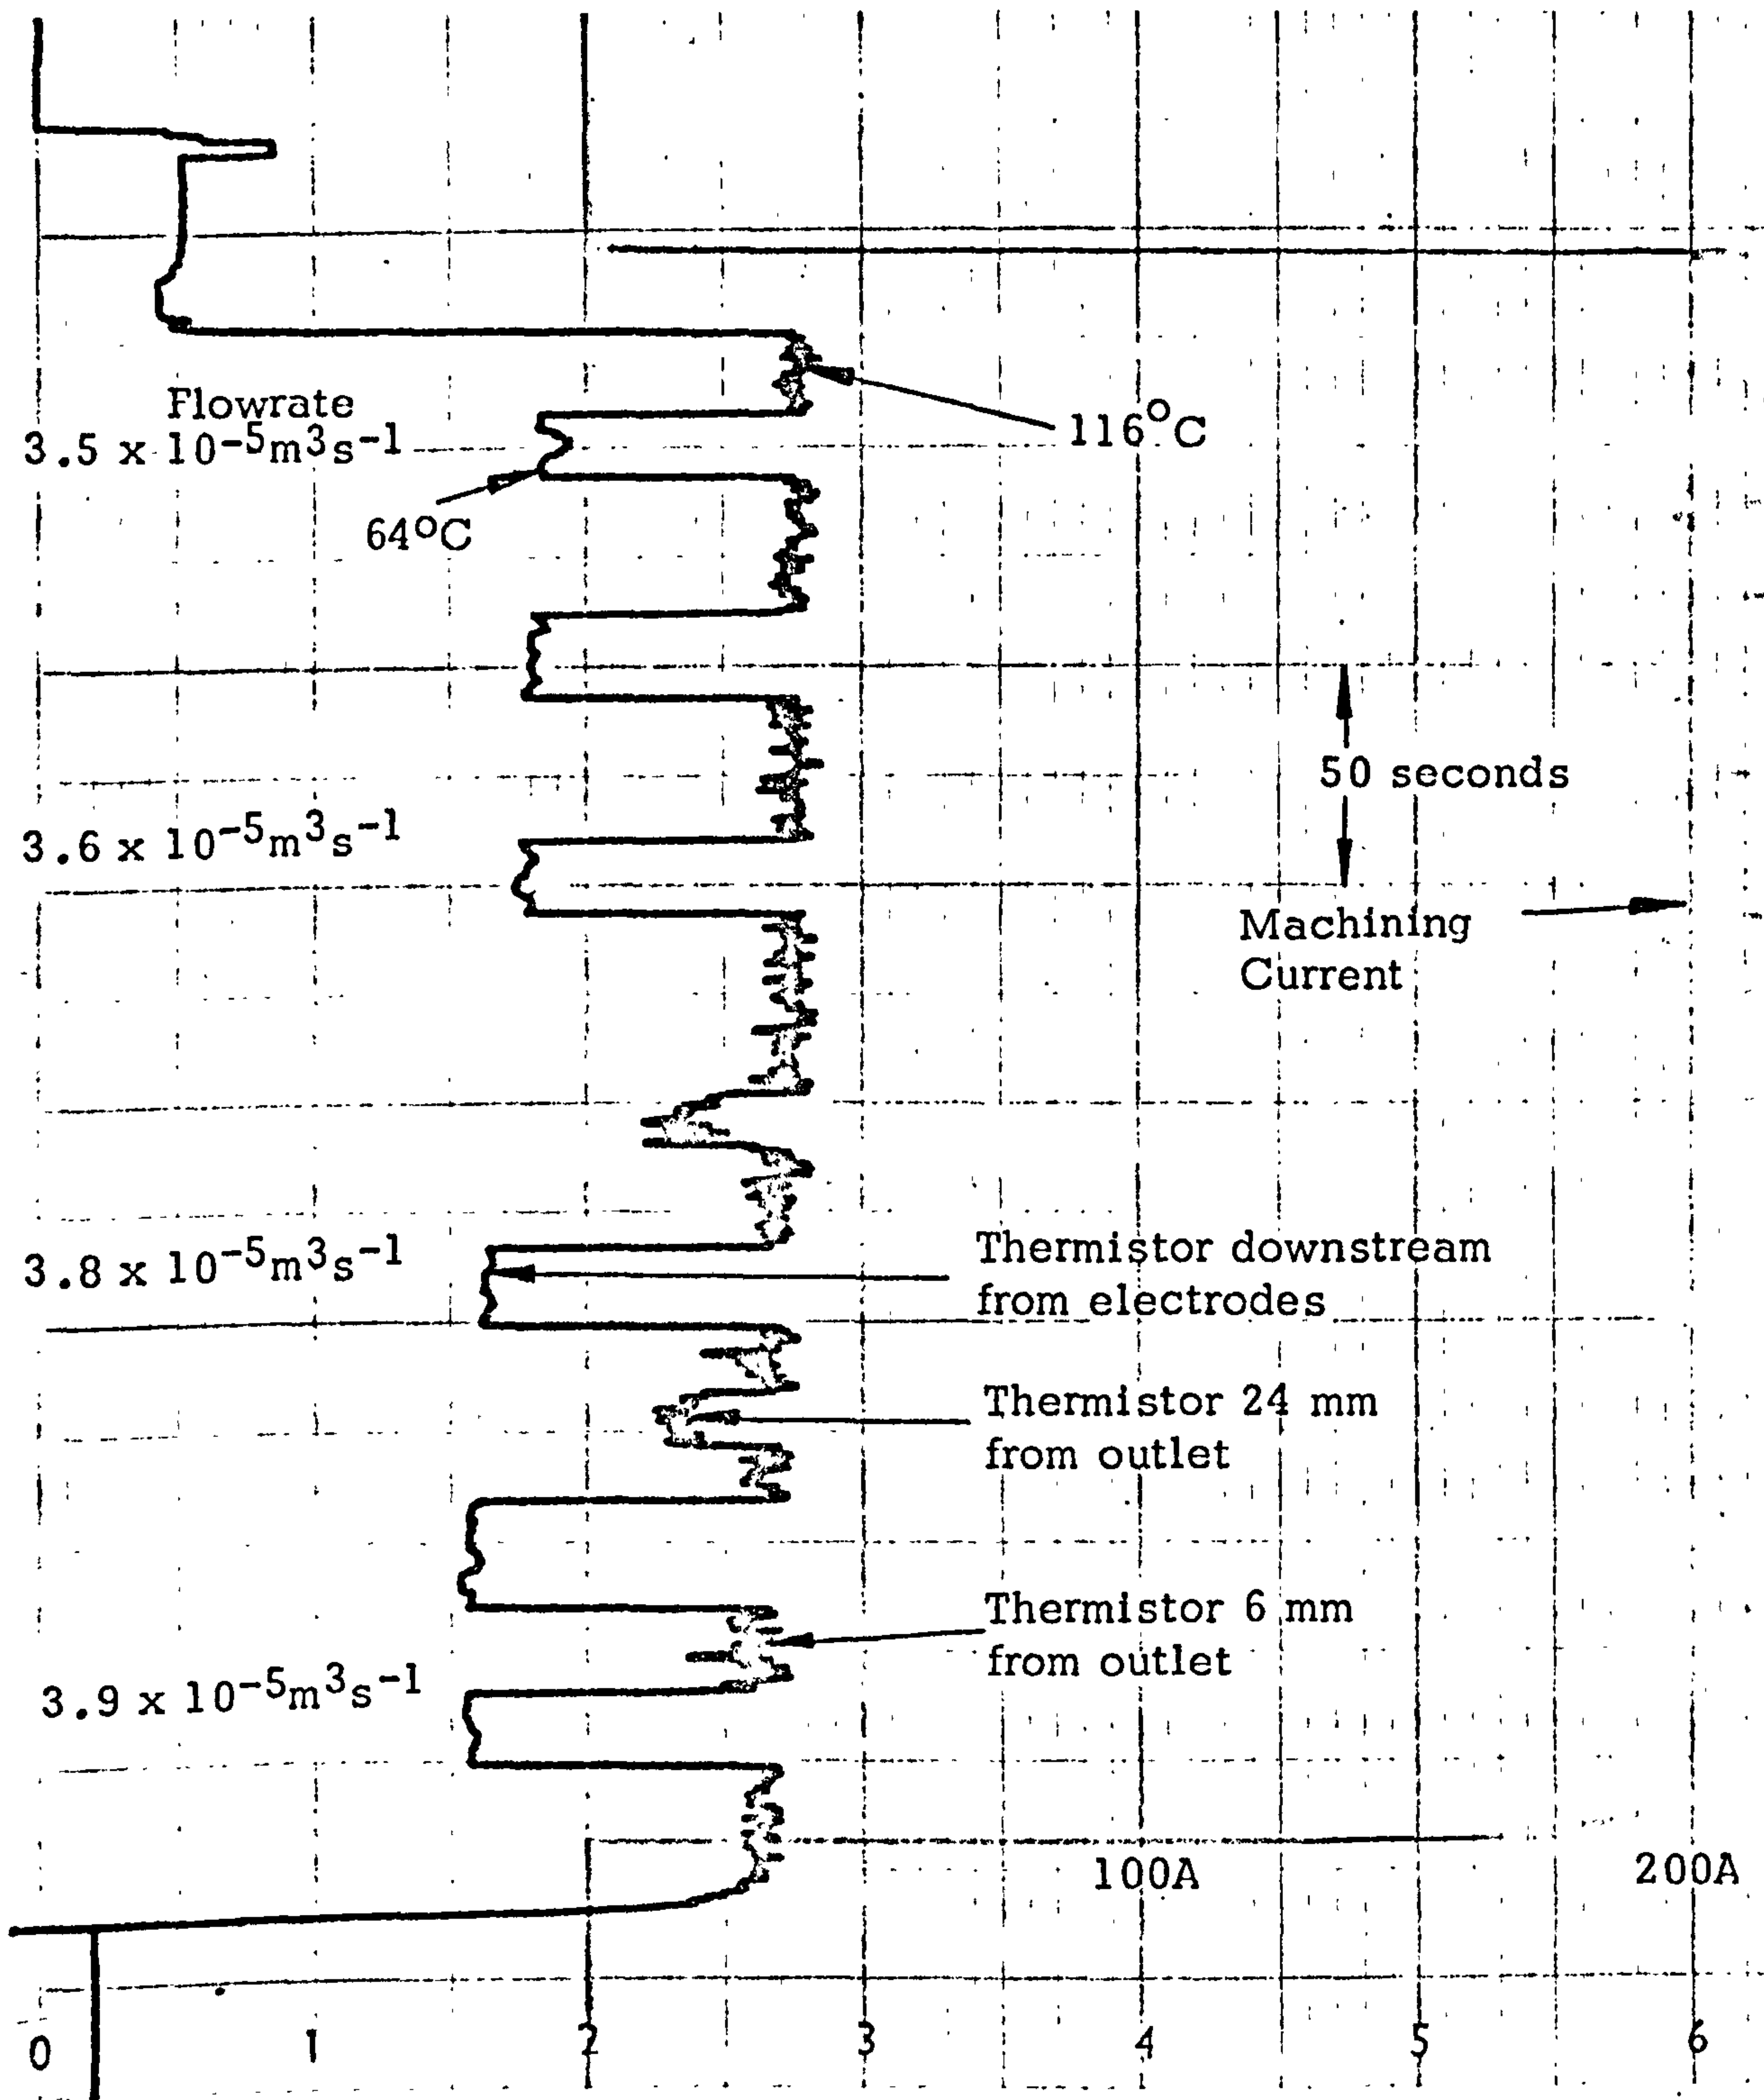 Flowrate
3.5 x 10⁻⁵m³s⁻¹
116°C
64°C
50 seconds
3.6 x 10⁻⁵m³s⁻¹
Machining
Current
3.8 x 10⁻⁵m³s⁻¹
Thermistor downstream
from electrodes
Thermistor 24 mm
from outlet
Thermistor 6 mm
from outlet
3.9 x 10⁻⁵m³s⁻¹
100A
200A
0 1 2 3 4 5 6